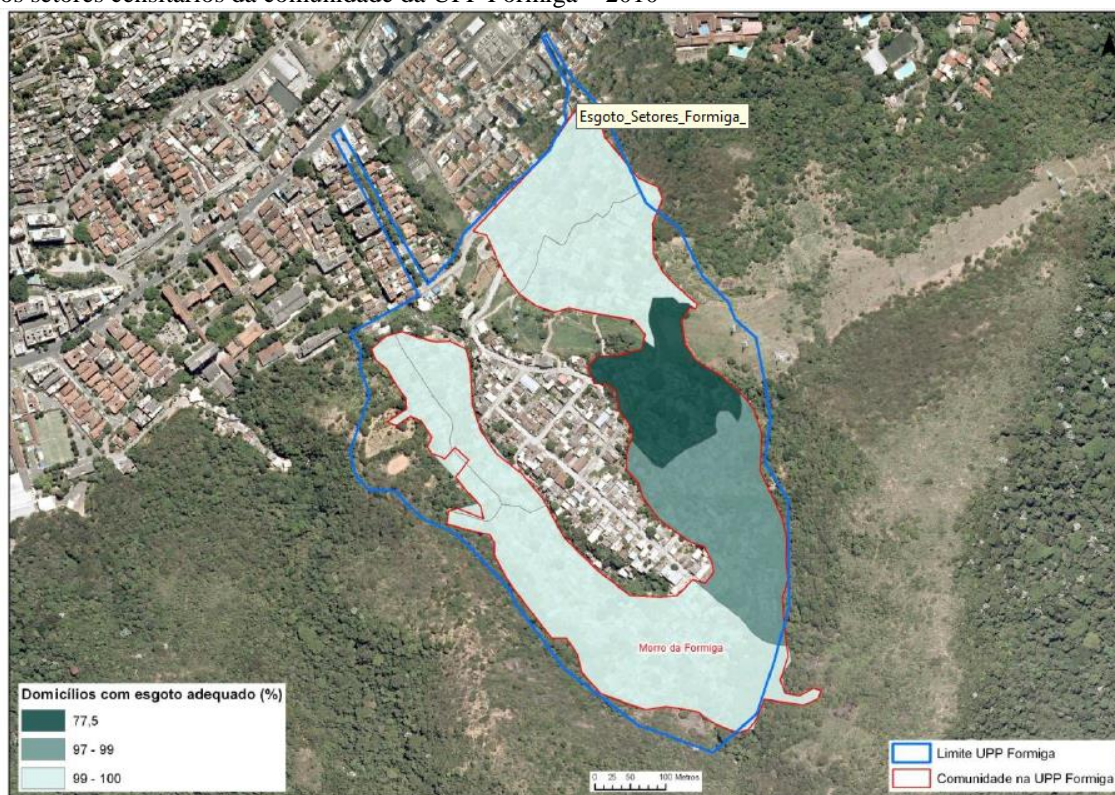 os setores censitários da comunidade da UPP Formiga – 2010
Esgoto_Setores_Formiga_
Morro da Formiga
Domicílios com esgoto adequado (%)
77,5
97 - 99
99 - 100
0 25 50 100 Metros
Limite UPP Formiga
Comunidade na UPP Formiga